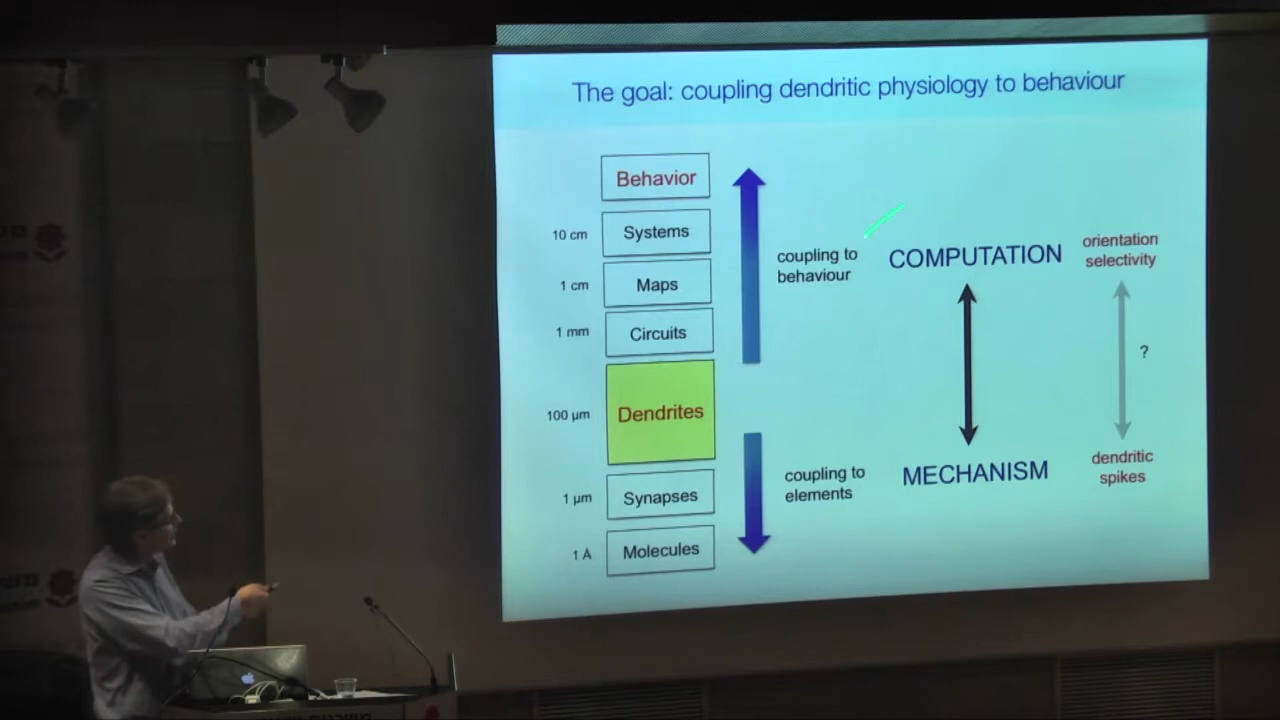 The goal: coupling dendritic physiology to behaviour
Behavior
10 cm
Systems
1 cm
Maps
1 mm
Circuits
100 µm
Dendrites
1 µm
Synapses
1 Å
Molecules
coupling to
behaviour
coupling to
elements
COMPUTATION
MECHANISM
orientation
selectivity
?
dendritic
spikes